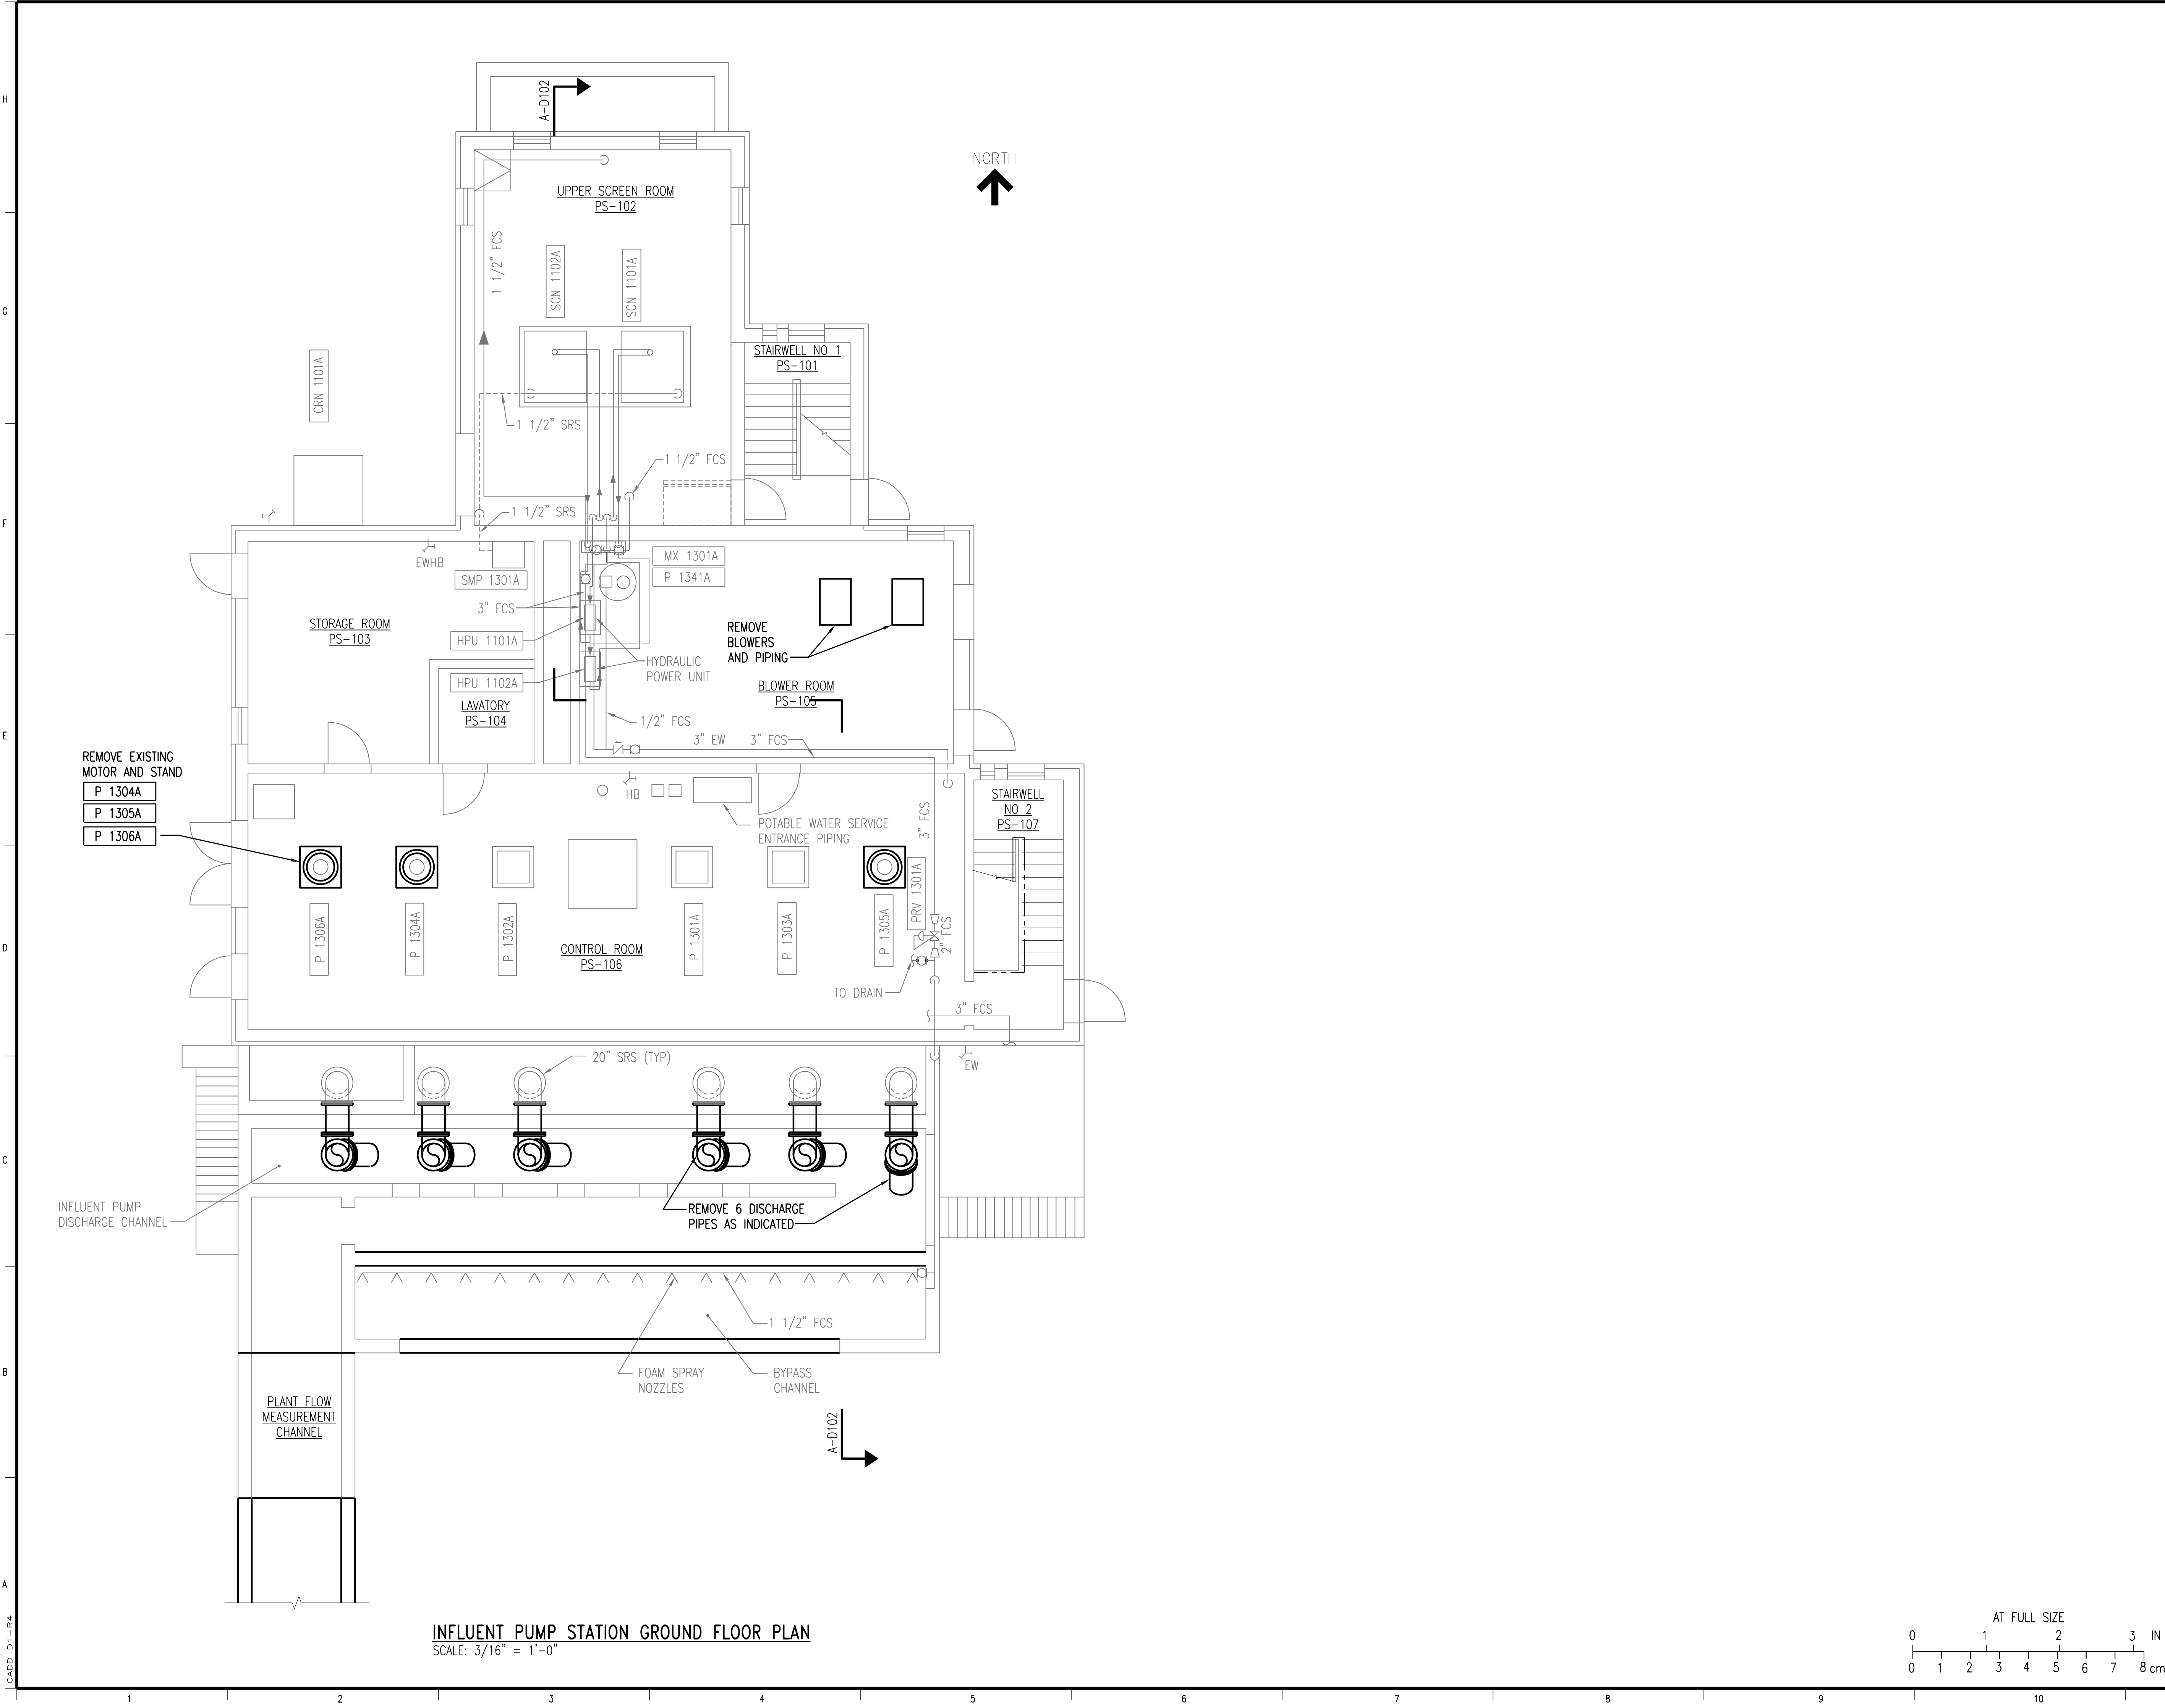 H
A-D102
NORTH
UPPER SCREEN ROOM
PS-102
1 1/2" FCS
SCN 1102A
SCN 1101A
G
STAIRWELL NO 1
PS-101
CRN 1101A
1 1/2" SRS
1 1/2" FCS
1 1/2" SRS
F
EWHB
SMP 1301A
MX 1301A
P 1341A
3" FCS
STORAGE ROOM
PS-103
HPU 1101A
REMOVE
BLOWERS
AND PIPING
HYDRAULIC
POWER UNIT
HPU 1102A
BLOWER ROOM
PS-105
LAVATORY
PS-104
1/2" FCS
E
3" EW
3" FCS
REMOVE EXISTING
MOTOR AND STAND
P 1304A
P 1305A
P 1306A
HB
STAIRWELL
NO 2
PS-107
POTABLE WATER SERVICE
ENTRANCE PIPING
3" FCS
PRV 1301A
P 1306A
P 1304A
P 1302A
P 1301A
P 1303A
P 1305A
2" FCS
D
CONTROL ROOM
PS-106
TO DRAIN
3" FCS
20" SRS (TYP)
EW
C
INFLUENT PUMP
DISCHARGE CHANNEL
REMOVE 6 DISCHARGE
PIPES AS INDICATED
1 1/2" FCS
B
FOAM SPRAY
NOZZLES
BYPASS
CHANNEL
PLANT FLOW
MEASUREMENT
CHANNEL
A-D102
A
CADD D1-R4
INFLUENT PUMP STATION GROUND FLOOR PLAN
SCALE: 3/16" = 1'-0"
AT FULL SIZE
0 1 2 3 IN
0 1 2 3 4 5 6 7 8 cm
1 2 3 4 5 6 7 8 9 10